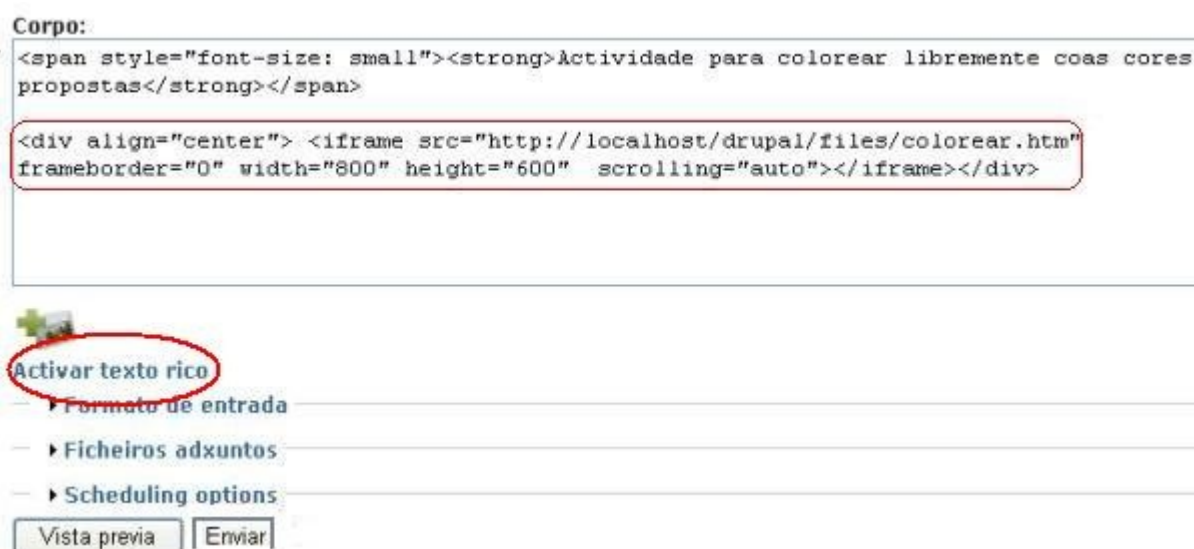 Corpo:
<span style="font-size: small"><strong>Actividade para colorear libremente coas cores
propostas</strong></span>
<div align="center"> <iframe src="http://localhost/drupal/files/colorear.htm"
frameborder="0" width="800" height="600"  scrolling="auto"></iframe></div>
Activar texto rico
Formato de entrada
Ficheiros adxuntos
Scheduling options
Vista previa Enviar